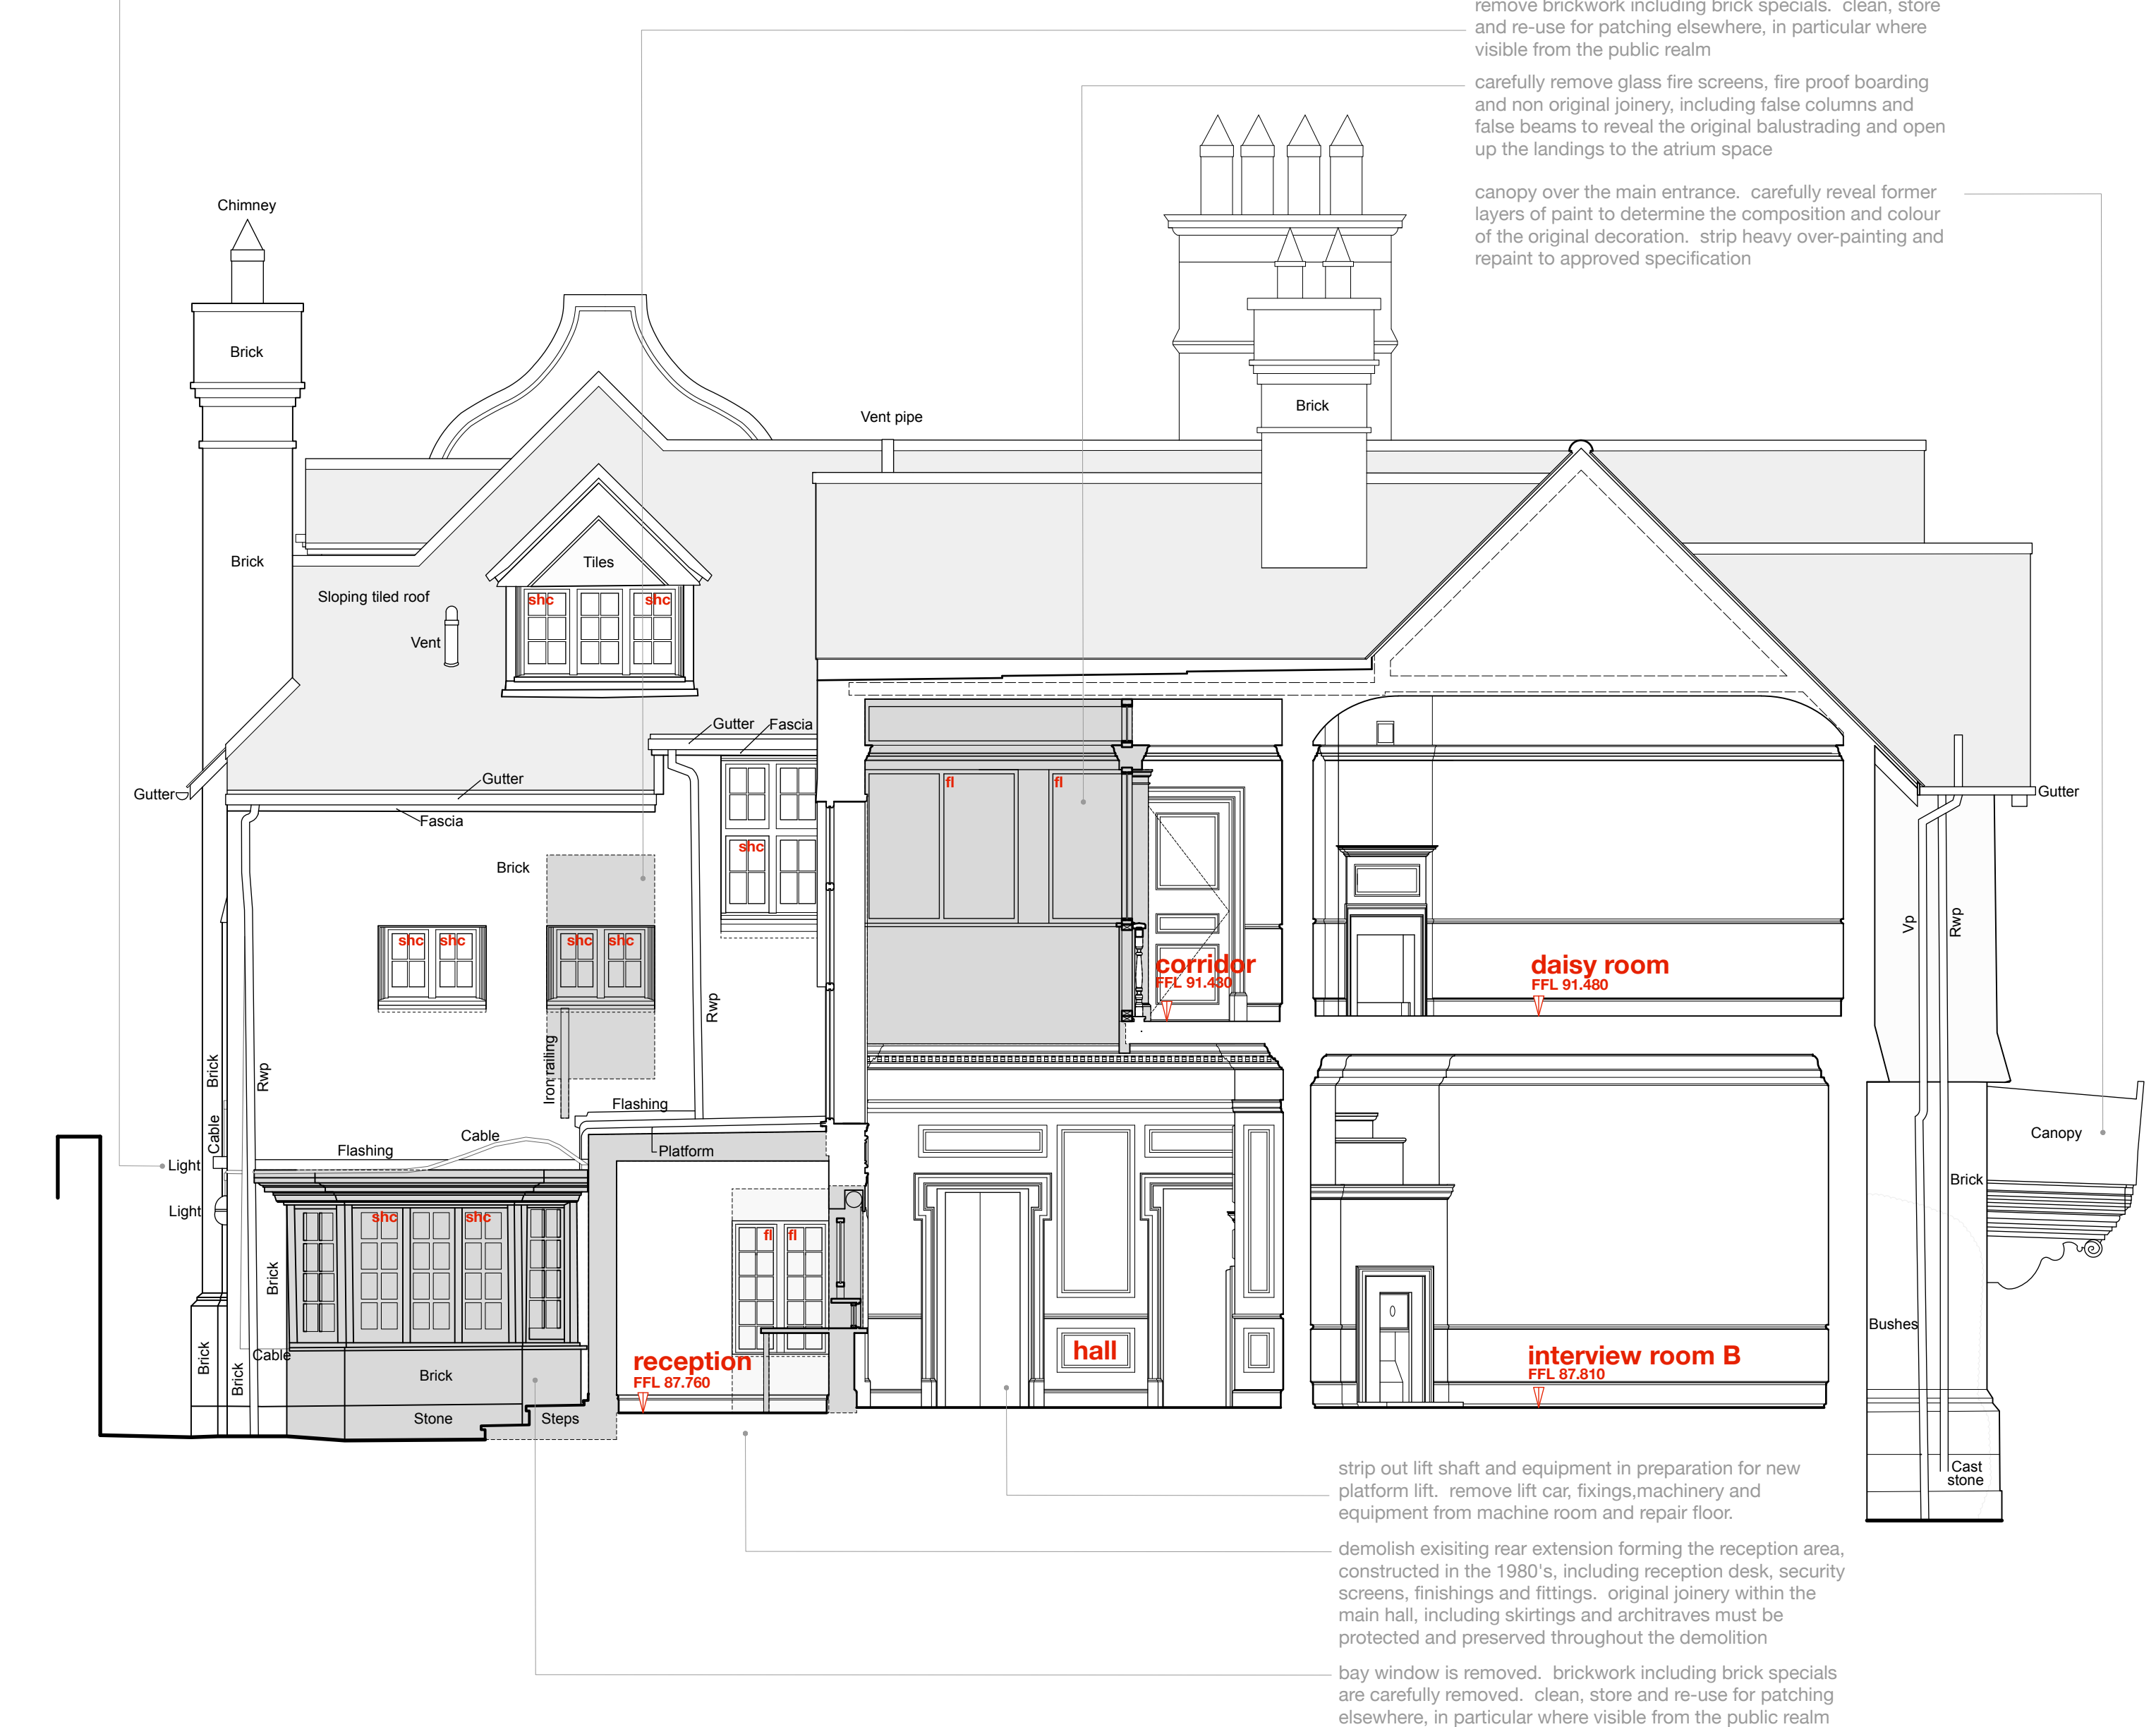 remove brickwork including brick specials. clean, store
and re-use for patching elsewhere, in particular where
visible from the public realm
carefully remove glass fire screens, fire proof boarding
and non original joinery, including false columns and
false beams to reveal the original balustrading and open
up the landings to the atrium space
canopy over the main entrance. carefully reveal former
layers of paint to determine the composition and colour
of the original decoration. strip heavy over-painting and
repaint to approved specification
Chimney
Brick
Brick
Vent pipe
Brick
Tiles
Sloping tiled roof
shc
shc
Vent
Gutter
Fascia
Gutter
Gutter
Gutter
Fascia
fl
fl
shc
Brick
shc
shc
shc
shc
corridor
FFL 91.430
daisy room
FFL 91.480
Vp
Rwp
Rwp
Brick
Rwp
Iron railing
Flashing
Cable
Cable
Flashing
Platform
Canopy
Light
Brick
Light
shc
shc
fl
fl
Brick
Bushes
Brick
Brick
Cable
Brick
reception
FFL 87.760
hall
interview room B
FFL 87.810
Stone
Steps
Cast
stone
strip out lift shaft and equipment in preparation for new
platform lift. remove lift car, fixings,machinery and
equipment from machine room and repair floor.
demolish exisiting rear extension forming the reception area,
constructed in the 1980's, including reception desk, security
screens, finishings and fittings. original joinery within the
main hall, including skirtings and architraves must be
protected and preserved throughout the demolition
bay window is removed. brickwork including brick specials
are carefully removed. clean, store and re-use for patching
elsewhere, in particular where visible from the public realm